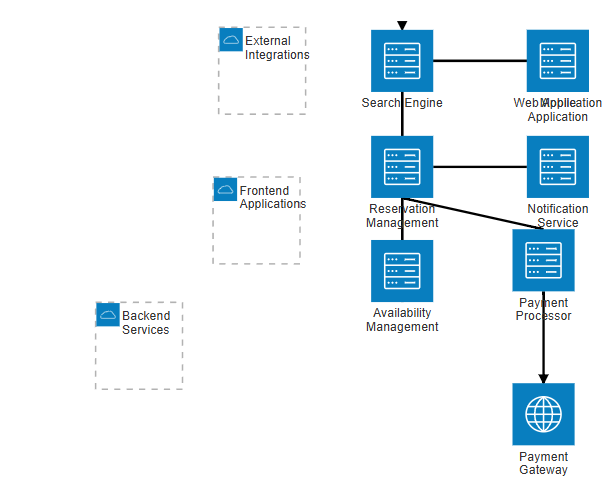 External
Integrations
Search Engine
Web Application
Mobile
Application
Frontend
Applications
Reservation
Management
Notification
Service
Backend
Services
Availability
Management
Payment
Processor
Payment
Gateway